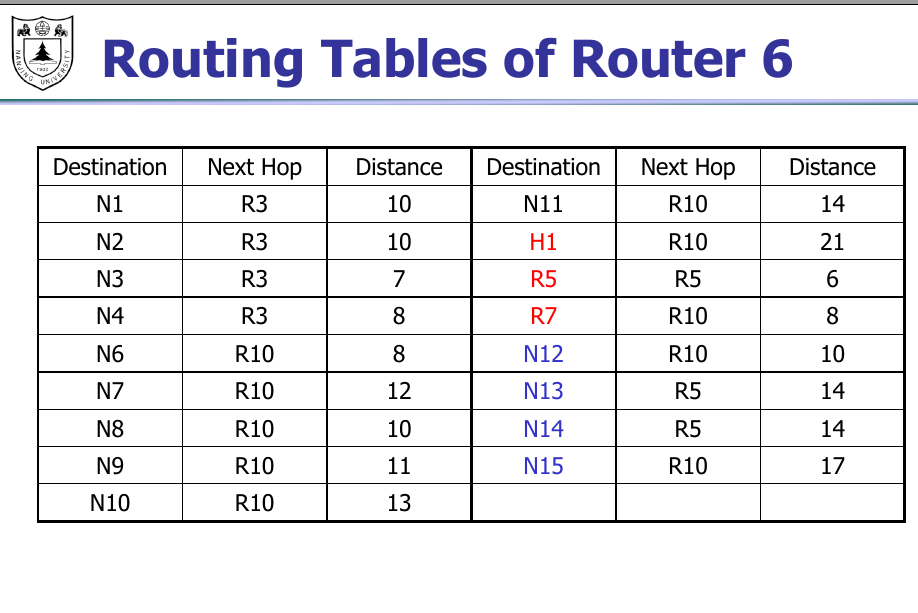 NANJING UNIVERSITY
1902
Routing Tables of Router 6
Destination Next Hop Distance Destination Next Hop Distance
N1 R3 10 N11 R10 14
N2 R3 10 H1 R10 21
N3 R3 7 R5 R5 6
N4 R3 8 R7 R10 8
N6 R10 8 N12 R10 10
N7 R10 12 N13 R5 14
N8 R10 10 N14 R5 14
N9 R10 11 N15 R10 17
N10 R10 13